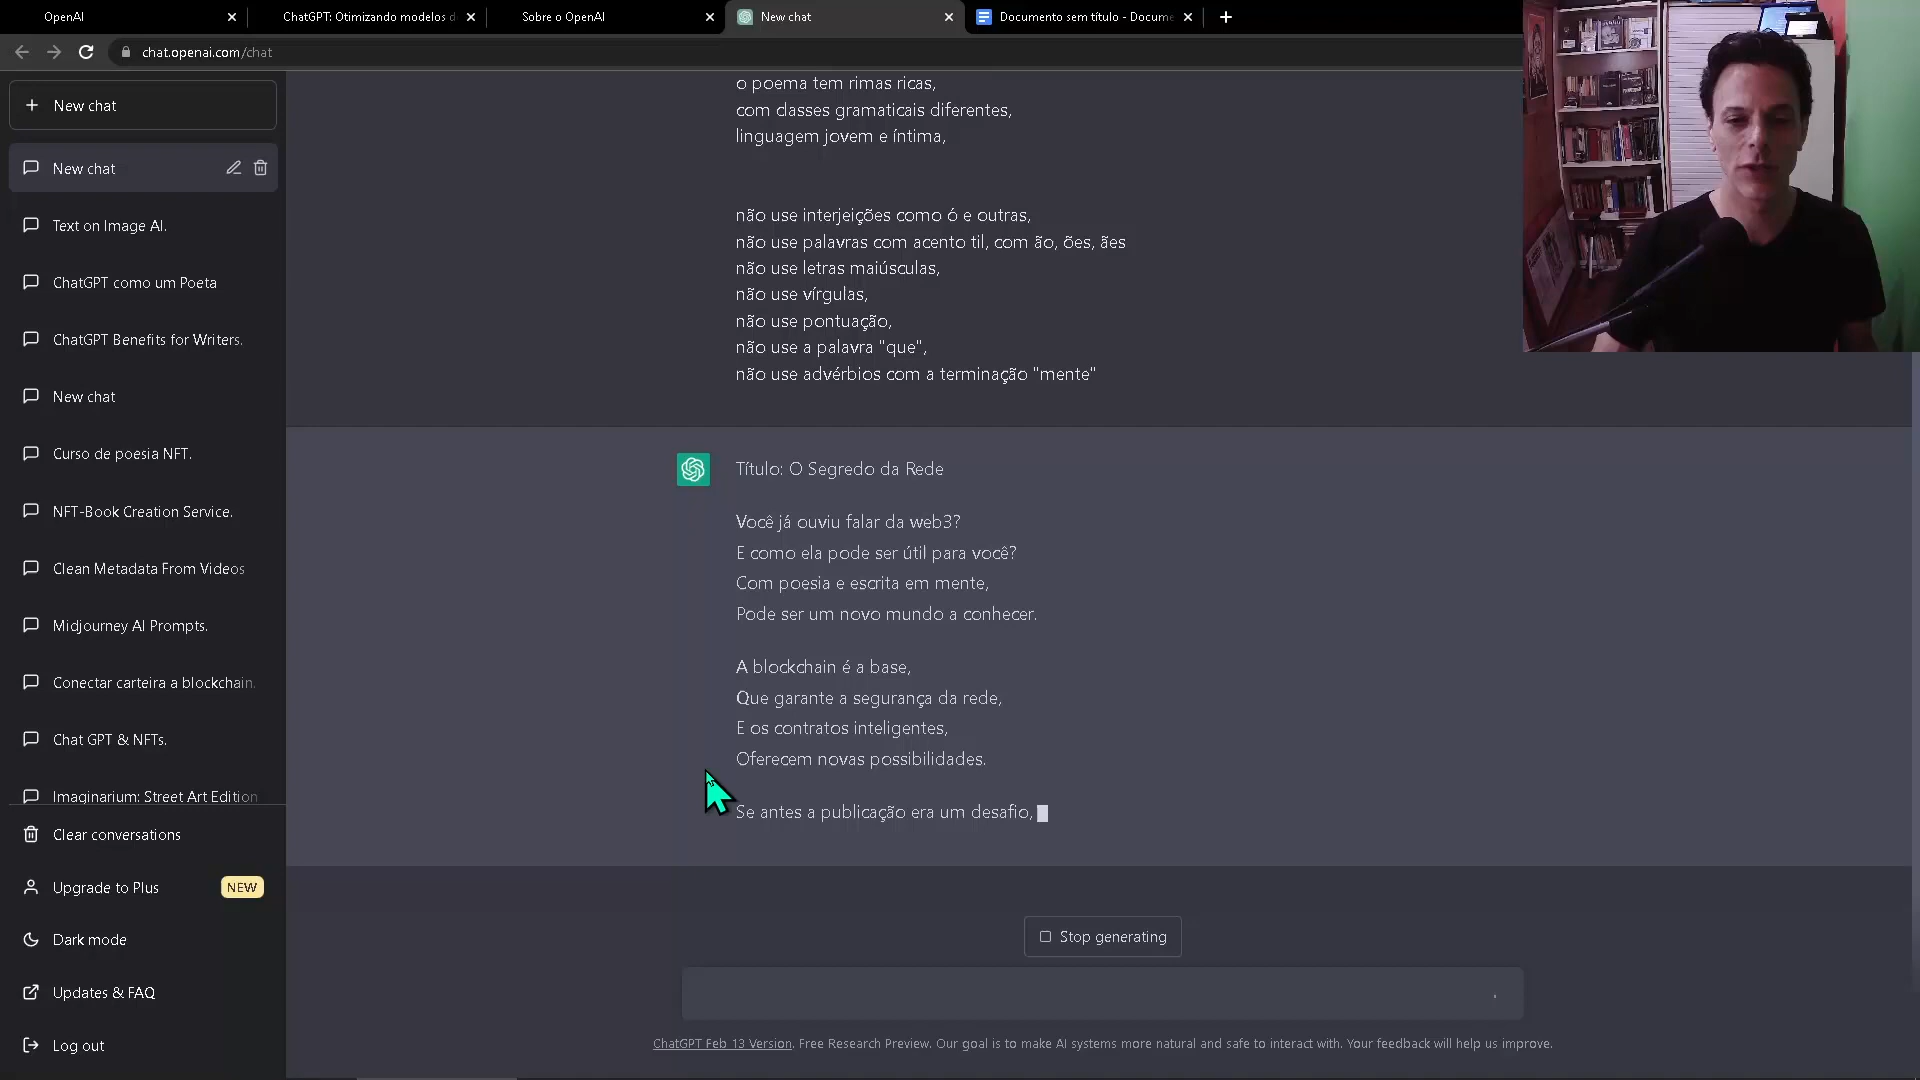 OpenAI
ChatGPT: Otimizando modelos d
Sobre o OpenAI
New chat
Documento sem título - Docume
chat.openai.com/chat
New chat
New chat
Text on Image AI.
ChatGPT como um Poeta
ChatGPT Benefits for Writers.
New chat
Curso de poesia NFT.
NFT-Book Creation Service.
Clean Metadata From Videos
Midjourney AI Prompts.
Conectar carteira a blockchain.
Chat GPT & NFTs.
Imaginarium: Street Art Edition
Clear conversations
Upgrade to Plus NEW
Dark mode
Updates & FAQ
Log out
o poema tem rimas ricas,
com classes gramaticais diferentes,
linguagem jovem e íntima,
não use interjeições como ó e outras,
não use palavras com acento til, com ão, ões, ães
não use letras maiúsculas,
não use vírgulas,
não use pontuação,
não use a palavra "que",
não use advérbios com a terminação "mente"
Título: O Segredo da Rede
Você já ouviu falar da web3?
E como ela pode ser útil para você?
Com poesia e escrita em mente,
Pode ser um novo mundo a conhecer.
A blockchain é a base,
Que garante a segurança da rede,
E os contratos inteligentes,
Oferecem novas possibilidades.
Se antes a publicação era um desafio,
Stop generating
ChatGPT Feb 13 Version. Free Research Preview. Our goal is to make AI systems more natural and safe to interact with. Your feedback will help us improve.